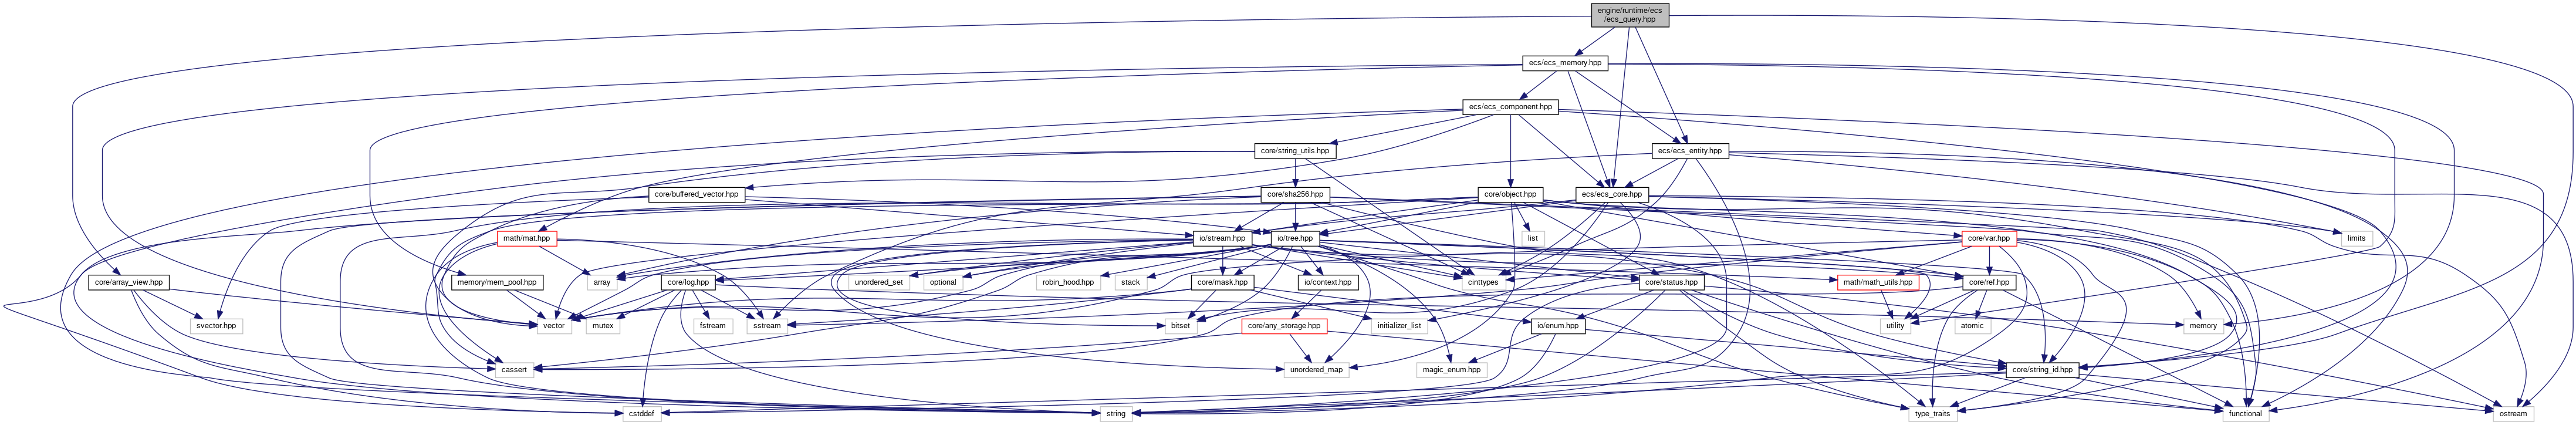 engine/runtime/ecs
/ecs_query.hpp
ecs/ecs_memory.hpp
ecs/ecs_component.hpp
core/string_utils.hpp
ecs/ecs_entity.hpp
core/buffered_vector.hpp
core/sha256.hpp
core/object.hpp
ecs/ecs_core.hpp
math/mat.hpp
io/stream.hpp
io/tree.hpp
list
core/var.hpp
limits
core/array_view.hpp
memory/mem_pool.hpp
array
core/log.hpp
unordered_set
optional
robin_hood.hpp
stack
core/mask.hpp
io/context.hpp
cinttypes
core/status.hpp
math/math_utils.hpp
core/ref.hpp
svector.hpp
vector
mutex
fstream
sstream
bitset
initializer_list
core/any_storage.hpp
io/enum.hpp
utility
atomic
memory
cassert
unordered_map
magic_enum.hpp
core/string_id.hpp
cstddef
string
type_traits
functional
ostream